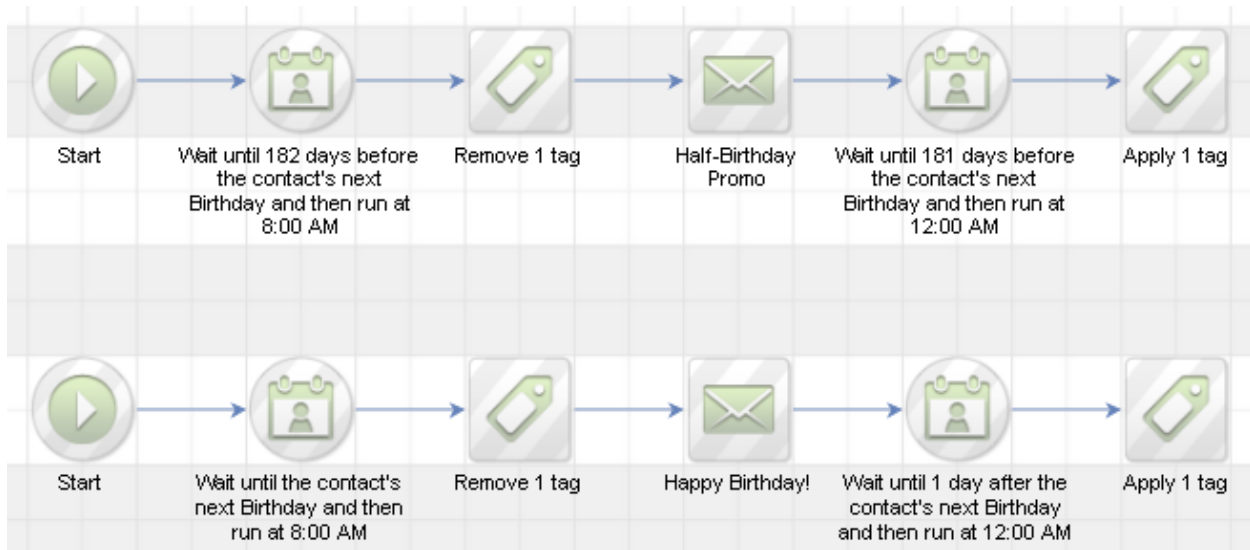 Start
Wait until 182 days before
the contact's next
Birthday and then run at
8:00 AM
Remove 1 tag
Half-Birthday
Promo
Wait until 181 days before
the contact's next
Birthday and then run at
12:00 AM
Apply 1 tag
Start
Wait until the contact's
next Birthday and then
run at 8:00 AM
Remove 1 tag
Happy Birthday!
Wait until 1 day after the
contact's next Birthday
and then run at 12:00 AM
Apply 1 tag